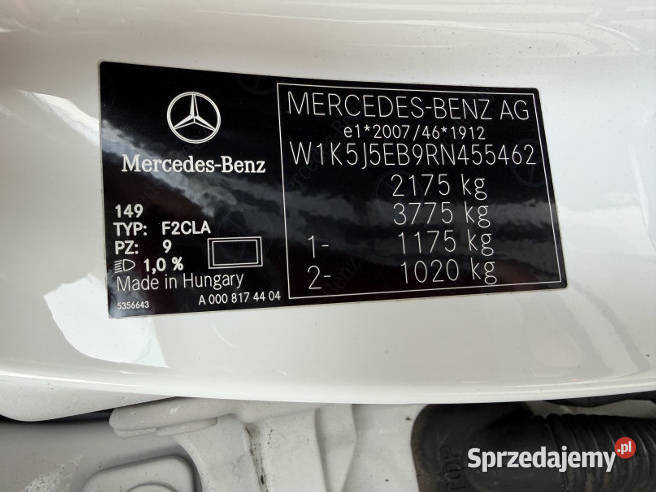 Mercedes-Benz
149
TYP: F2CLA
PZ: 9
1,0 %
Made in Hungary
5356643 A 000 817 44 04
MERCEDES-BENZ AG
e1*2007/46*1912
W1K5J5EB9RN455462
2175 kg
3775 kg
1- 1175 kg
2- 1020 kg
Sprzedajemy.pl